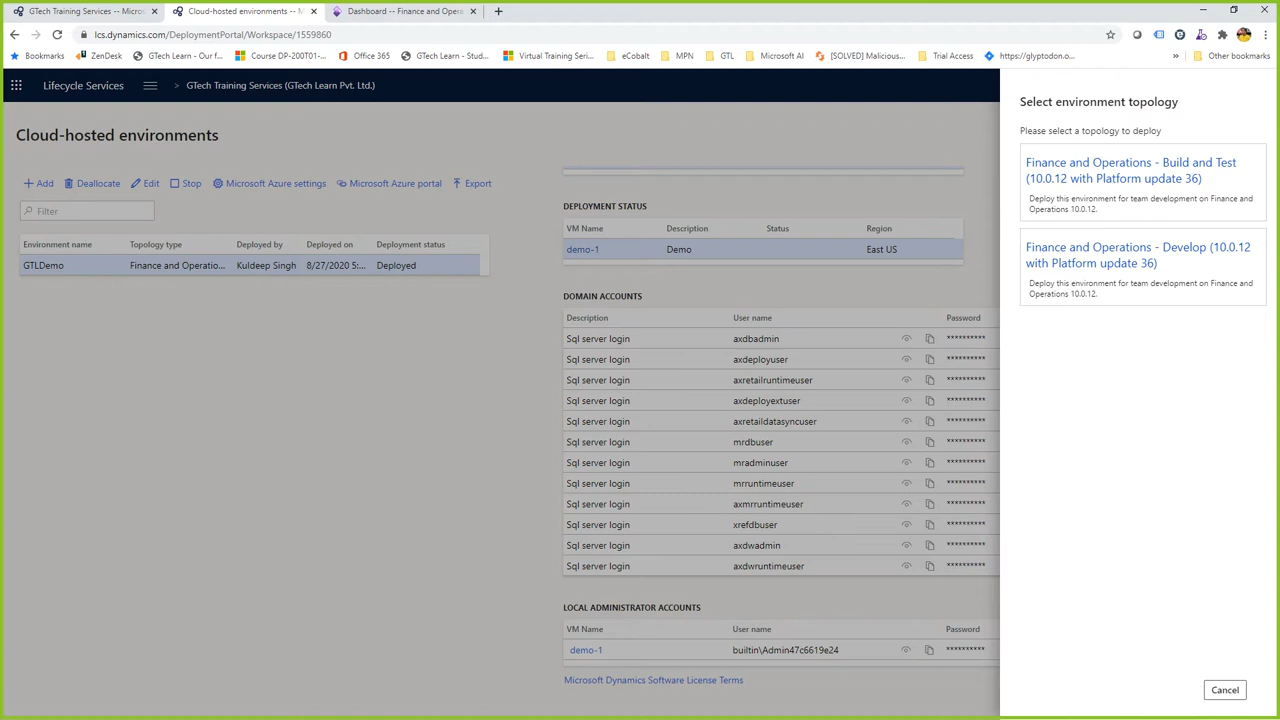 GTech Training Services -- Micros
Cloud-hosted environments -- M
Dashboard -- Finance and Opera
lcs.dynamics.com/DeploymentPortal/Workspace/1559860
Bookmarks
ZenDesk
GTech Learn - Our f...
Course DP-200T01-...
Office 365
GTech Learn - Stud...
Virtual Training Seri...
eCobalt
MPN
GTL
Microsoft AI
[SOLVED] Malicious...
Trial Access
https://glyptodon.o...
»
Other bookmarks
Lifecycle Services
> GTech Training Services (GTech Learn Pvt. Ltd.)
Cloud-hosted environments
Add
Deallocate
Edit
Stop
Microsoft Azure settings
Microsoft Azure portal
Export
Filter
Environment name Topology type Deployed by Deployed on Deployment status
GTLDemo Finance and Operatio... Kuldeep Singh 8/27/2020 5:... Deployed
DEPLOYMENT STATUS
VM Name Description Status Region
demo-1 Demo East US
DOMAIN ACCOUNTS
Description User name Password
Sql server login axdbadmin **********
Sql server login axdeployuser **********
Sql server login axretailruntimeuser **********
Sql server login axdeployextuser **********
Sql server login axretaildatasyncuser **********
Sql server login mrdbuser **********
Sql server login mradminuser **********
Sql server login mrruntimeuser **********
Sql server login axmrruntimeuser **********
Sql server login xrefdbuser **********
Sql server login axdwadmin **********
Sql server login axdwruntimeuser **********
LOCAL ADMINISTRATOR ACCOUNTS
VM Name User name Password
demo-1 builtin\Admin47c6619e24 **********
Microsoft Dynamics Software License Terms
Select environment topology
Please select a topology to deploy
Finance and Operations - Build and Test
(10.0.12 with Platform update 36)
Deploy this environment for team development on Finance and
Operations 10.0.12.
Finance and Operations - Develop (10.0.12
with Platform update 36)
Deploy this environment for team development on Finance and
Operations 10.0.12.
Cancel